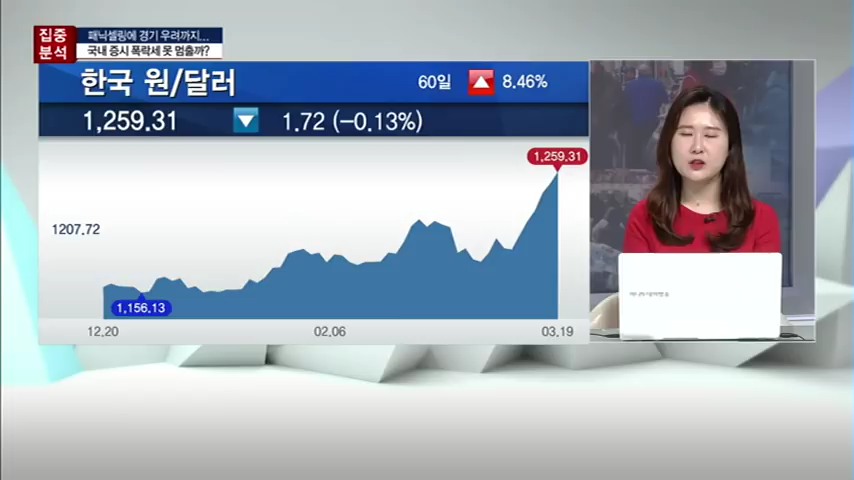 집중
분석
패닉셀링에 경기 우려까지...
국내 증시 폭락세 못 멈출까?
한국 원/달러
60일 ▲ 8.46%
1,259.31 ▼ 1.72 (-0.13%)
1,259.31
1207.72
1,156.13
12.20 02.06 03.19